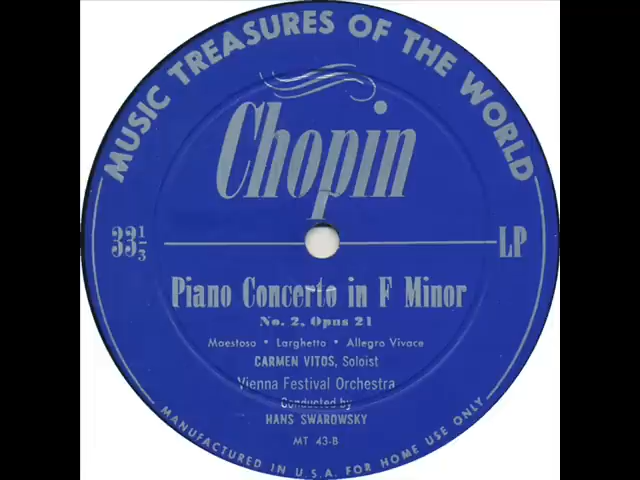 MUSIC TREASURES OF THE WORLD
Chopin
33 1/3
LP
Piano Concerto in F Minor
No. 2, Opus 21
Maestoso • Larghetto • Allegro Vivace
CARMEN VITOS, Soloist
Vienna Festival Orchestra
Conducted by
HANS SWAROWSKY
MT 43-B
MANUFACTURED IN U.S.A. FOR HOME USE ONLY